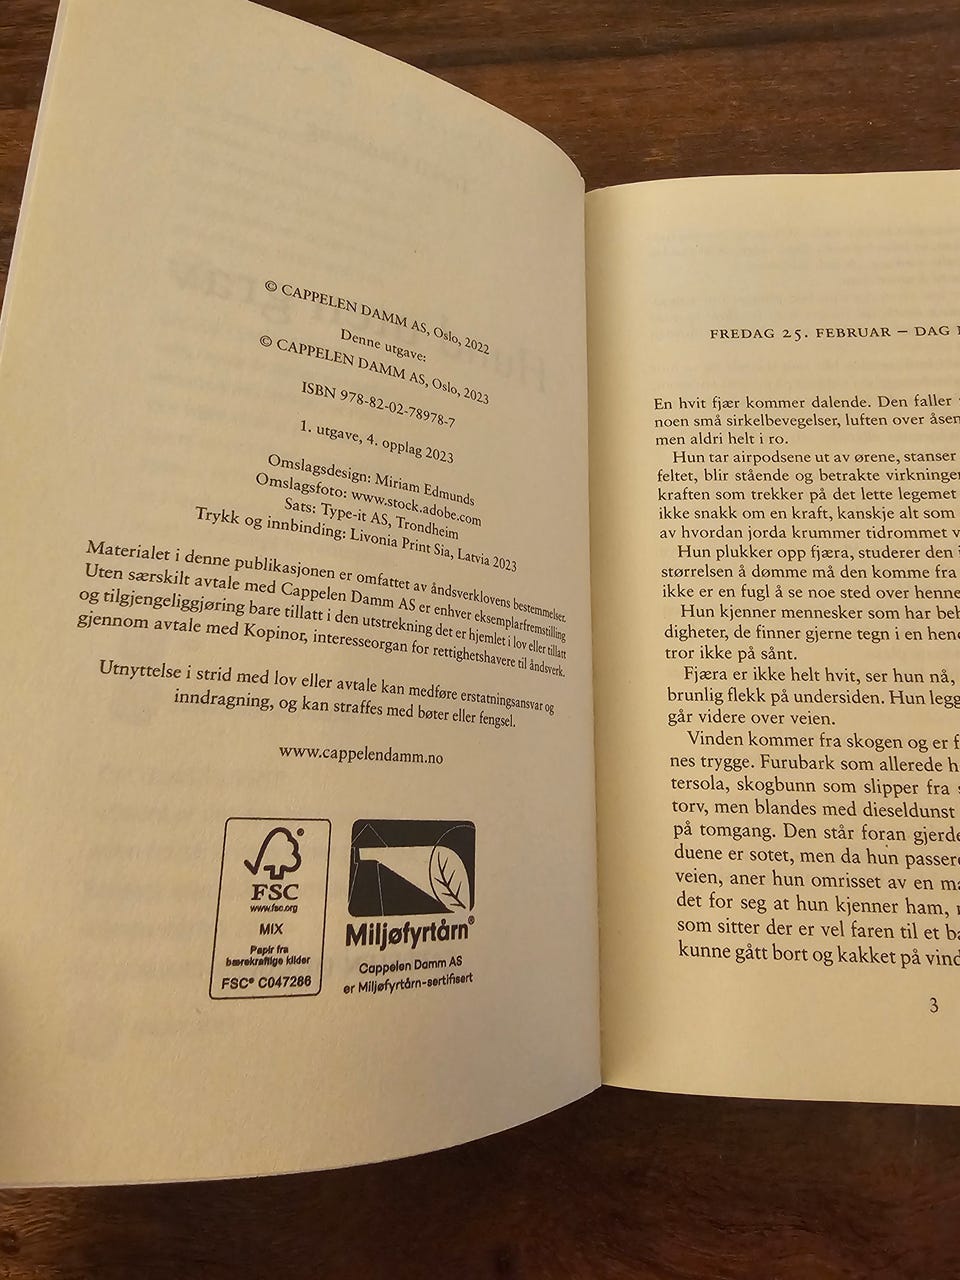 © CAPPELEN DAMM AS, Oslo, 2022
Denne utgave:
© CAPPELEN DAMM AS, Oslo, 2023
ISBN 978-82-02-78978-7
1. utgave, 4. opplag 2023
Omslagsdesign: Miriam Edmunds
Omslagsfoto: www.stock.adobe.com
Sats: Type-it AS, Trondheim
Trykk og innbinding: Livonia Print Sia, Latvia 2023
Materialet i denne publikasjonen er omfattet av åndsverklovens bestemmelser.
Uten særskilt avtale med Cappelen Damm AS er enhver eksemplarfremstilling
og tilgjengeliggjøring bare tillatt i den utstrekning det er hjemlet i lov eller tillatt
gjennom avtale med Kopinor, interesseorgan for rettighetshavere til åndsverk.
Utnyttelse i strid med lov eller avtale kan medføre erstatningsansvar og
inndragning, og kan straffes med bøter eller fengsel.
www.cappelendamm.no
FSC
www.fsc.org
MIX
Papir fra
bærekraftige kilder
FSC® C047286
Miljøfyrtårn®
Cappelen Damm AS
er Miljøfyrtårn-sertifisert
FREDAG 25. FEBRUAR – DAG
En hvit fjær kommer dalende. Den faller
noen små sirkelbevegelser, luften over åsen
men aldri helt i ro.
Hun tar airpodsene ut av ørene, stanser
feltet, blir stående og betrakte virkningen
kraften som trekker på det lette legemet
ikke snakk om en kraft, kanskje alt som
av hvordan jorda krummer tidrommet
Hun plukker opp fjæra, studerer den
størrelsen å dømme må den komme fra
ikke er en fugl å se noe sted over henne
Hun kjenner mennesker som har
digheter, de finner gjerne tegn i en
tror ikke på sånt.
Fjæra er ikke helt hvit, ser hun nå,
brunlig flekk på undersiden. Hun
går videre over veien.
Vinden kommer fra skogen og er
nes trygge. Furubark som allerede
tersola, skogbunn som slipper fra
torv, men blandes med dieseldunst
på tomgang. Den står foran
duene er sotet, men da hun
veien, aner hun omrisset av en
det for seg at hun kjenner ham,
som sitter der er vel faren til et
kunne gått bort og kakket på
3